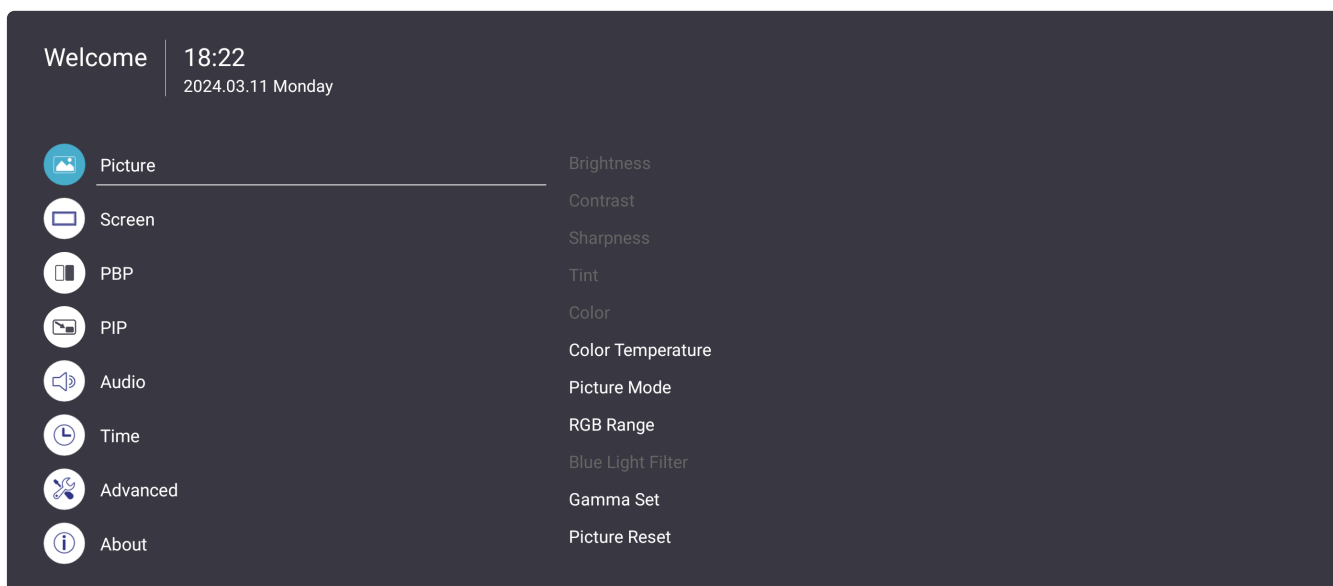 Welcome
18:22
2024.03.11 Monday
Picture
Screen
PBP
PIP
Audio
Time
Advanced
About
Brightness
Contrast
Sharpness
Tint
Color
Color Temperature
Picture Mode
RGB Range
Blue Light Filter
Gamma Set
Picture Reset